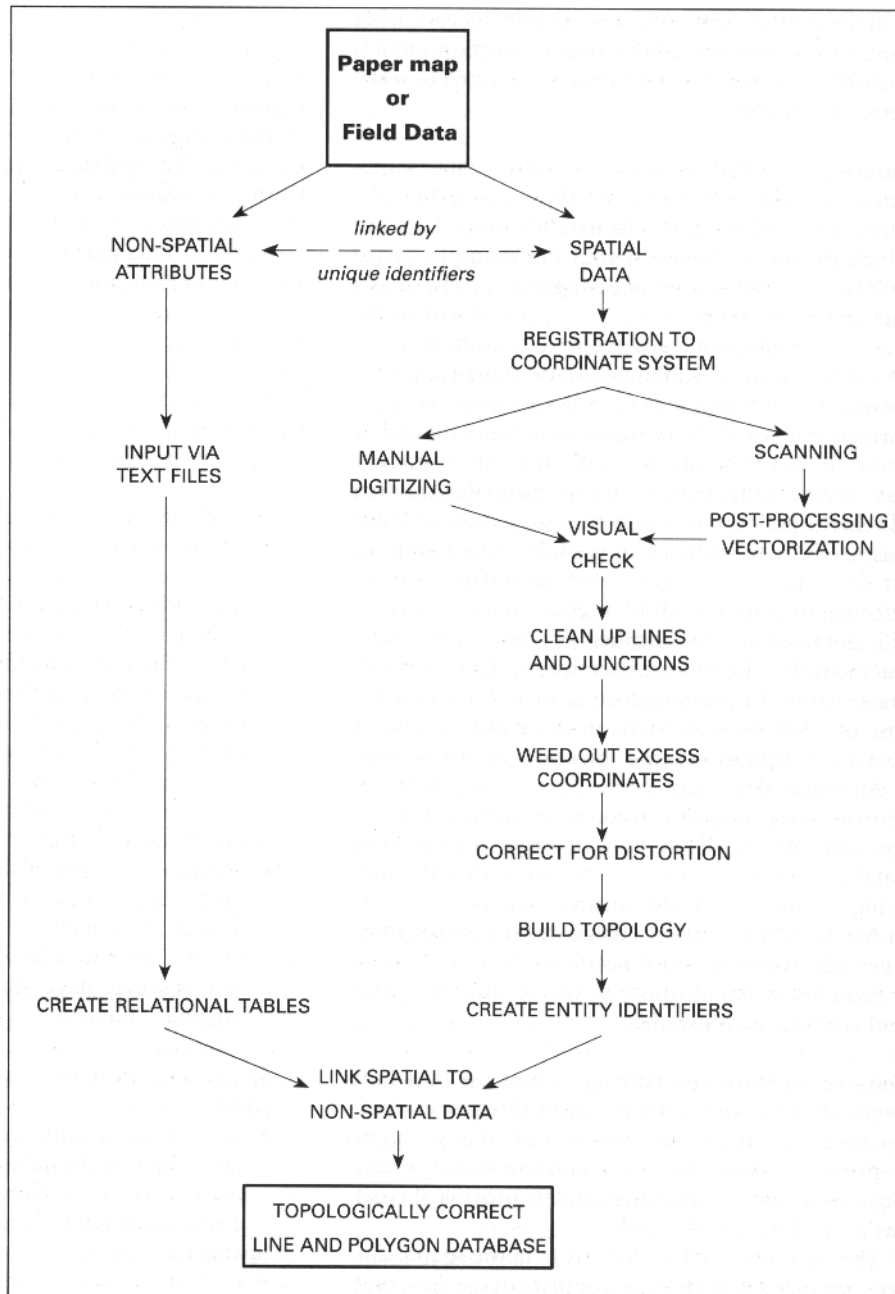 Paper map
or
Field Data
linked by
unique identifiers
NON-SPATIAL
ATTRIBUTES
SPATIAL
DATA
REGISTRATION TO
COORDINATE SYSTEM
INPUT VIA
TEXT FILES
MANUAL
DIGITIZING
SCANNING
POST-PROCESSING
VECTORIZATION
VISUAL
CHECK
CLEAN UP LINES
AND JUNCTIONS
WEED OUT EXCESS
COORDINATES
CORRECT FOR DISTORTION
BUILD TOPOLOGY
CREATE RELATIONAL TABLES
CREATE ENTITY IDENTIFIERS
LINK SPATIAL TO
NON-SPATIAL DATA
TOPOLOGICALLY CORRECT
LINE AND POLYGON DATABASE